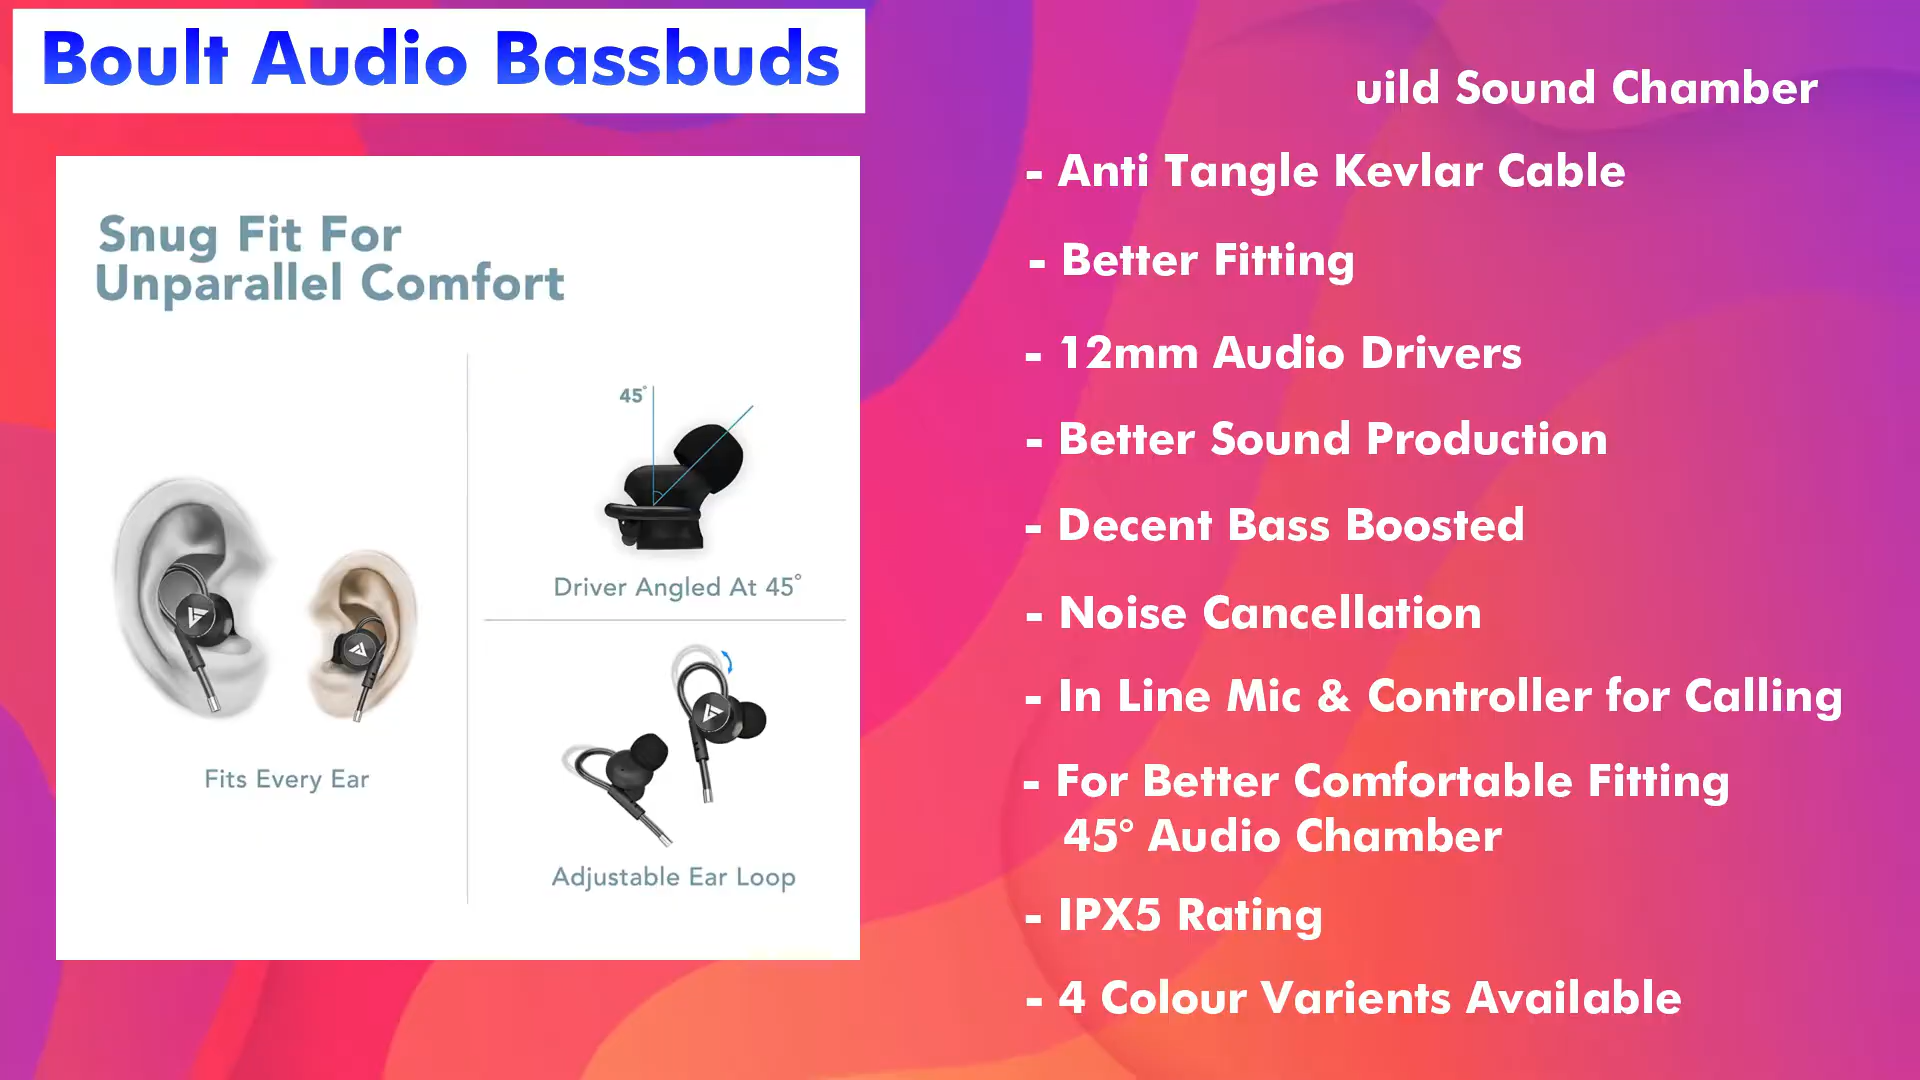 Boult Audio Bassbuds
Snug Fit For
Unparallel Comfort
45°
Driver Angled At 45°
Fits Every Ear
Adjustable Ear Loop
uild Sound Chamber
- Anti Tangle Kevlar Cable
- Better Fitting
- 12mm Audio Drivers
- Better Sound Production
- Decent Bass Boosted
- Noise Cancellation
- In Line Mic & Controller for Calling
- For Better Comfortable Fitting
45° Audio Chamber
- IPX5 Rating
- 4 Colour Varients Available